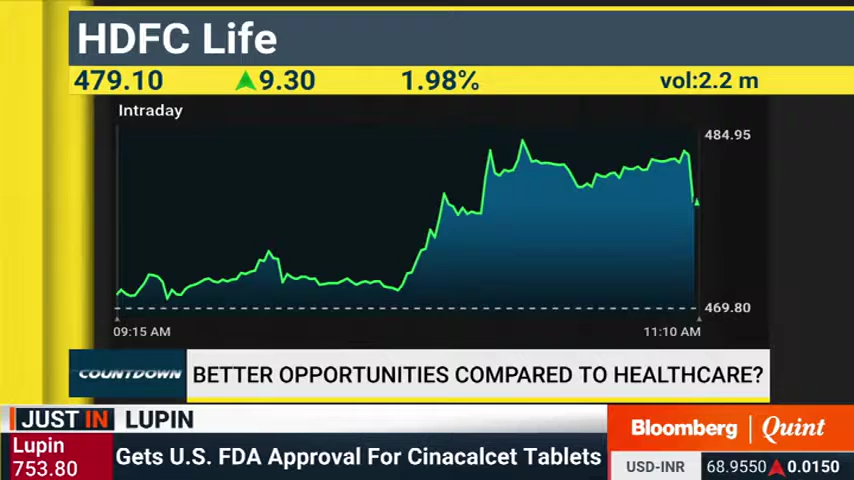 HDFC Life
479.10 ▲9.30 1.98% vol:2.2 m
Intraday
484.95
469.80
09:15 AM 11:10 AM
COUNTDOWN BETTER OPPORTUNITIES COMPARED TO HEALTHCARE?
JUST IN LUPIN
Lupin
753.80
Gets U.S. FDA Approval For Cinacalcet Tablets
Bloomberg | Quint
USD-INR 68.9550 ▲0.0150